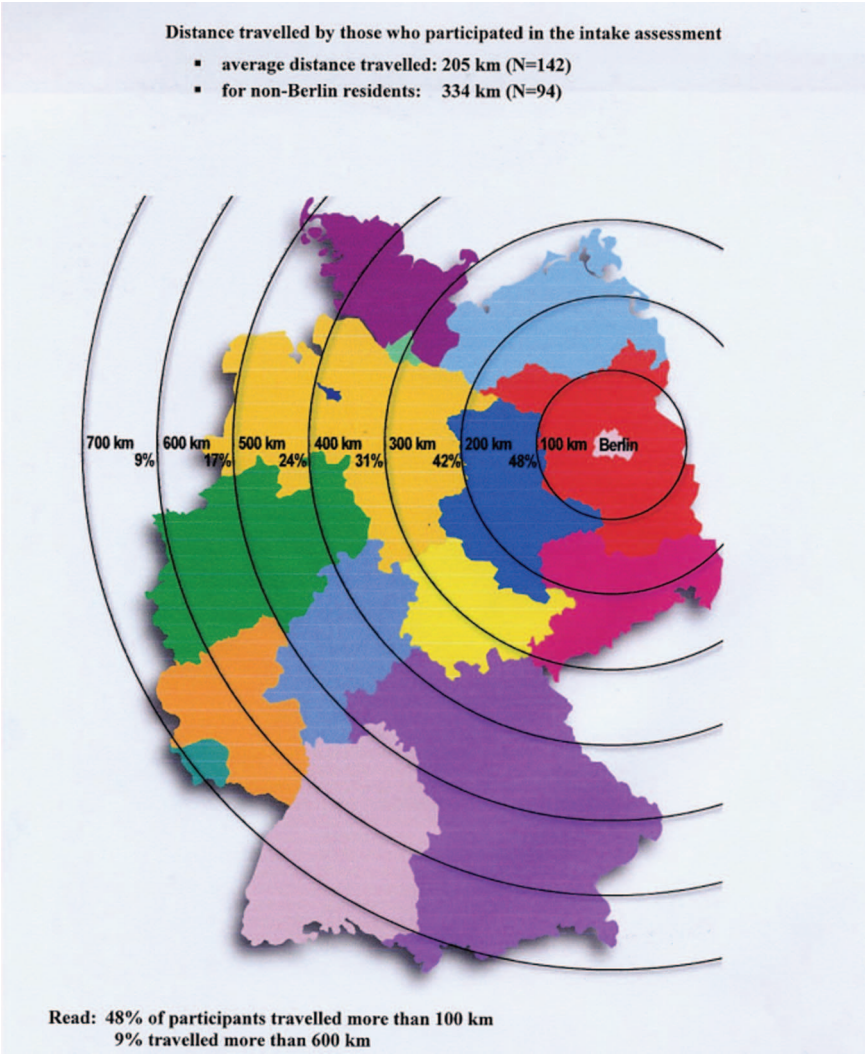 Distance travelled by those who participated in the intake assessment
▪ average distance travelled: 205 km (N=142)
▪ for non-Berlin residents: 334 km (N=94)
700 km 600 km 500 km 400 km 300 km 200 km 100 km Berlin
9% 17% 24% 31% 42% 48%
Read: 48% of participants travelled more than 100 km
9% travelled more than 600 km